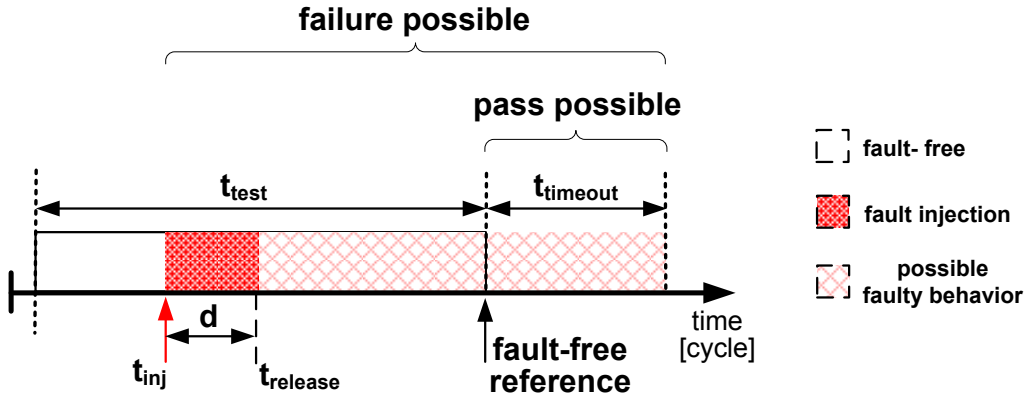 failure possible
pass possible
t_test
t_timeout
fault- free
fault injection
possible
faulty behavior
d
time
[cycle]
t_inj
t_release
fault-free
reference